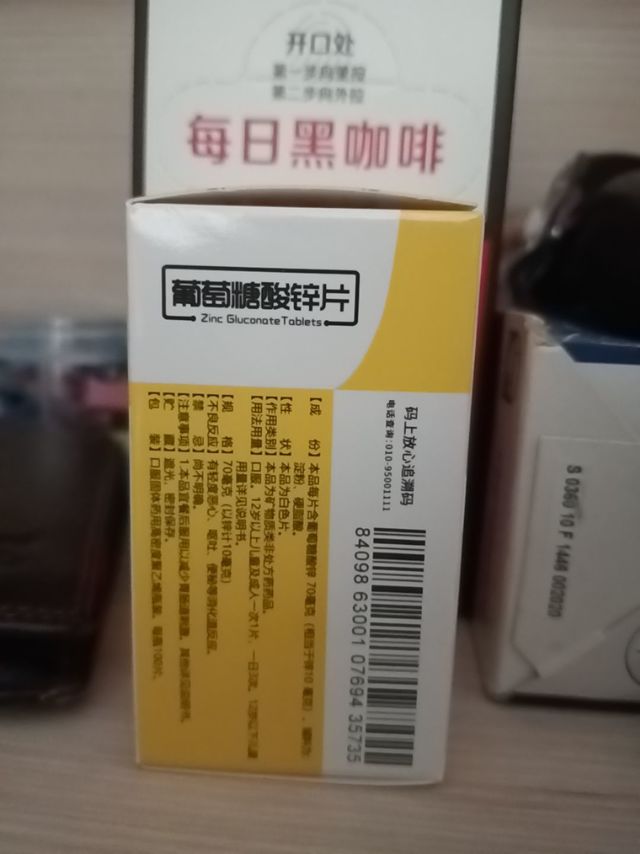 开口处
第一步向里按
第二步向外拉
每日黑咖啡
葡萄糖酸锌片
Zinc Gluconate Tablets
码上放心追溯码
电话查询:010-95001111
84098 63001 07694 35735
【成 份】本品每片含葡萄糖酸锌 70毫克（相当于锌10 毫克）。辅料为:
淀粉、硬脂酸。
【性 状】本品为白色片。
【作用类别】本品为矿物质类非处方药药品。
【用法用量】口服。12岁以上儿童及成人一次1片，一日3次。12岁以下儿童
用量详见说明书。
【规 格】70毫克（以锌计10毫克）
【不良反应】有轻度恶心、呕吐、便秘等消化道反应。
【禁 忌】尚不明确。
【注意事项】1.本品宜餐后服用以减少胃肠道刺激。其他详见说明书。
【贮 藏】遮光，密封保存。
【包 装】口服固体药用高密度聚乙烯瓶装。每瓶100片。
S 0360 10 F 1448 002020